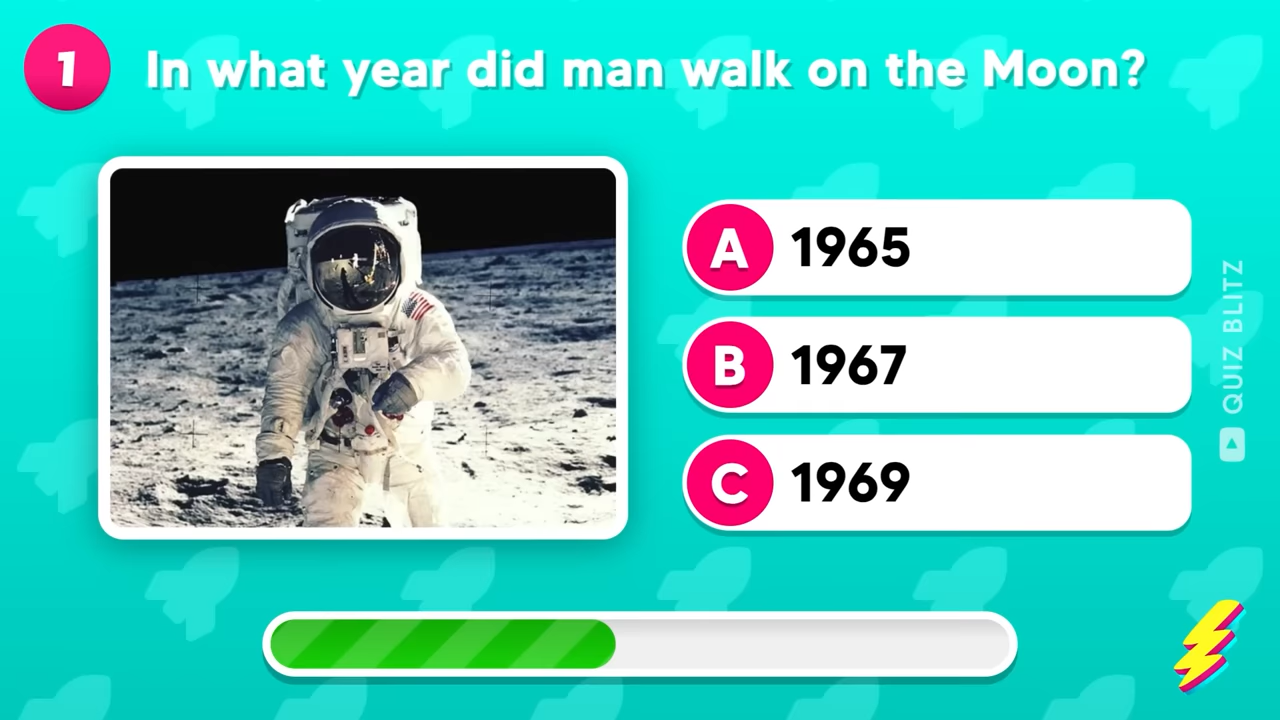 1
In what year did man walk on the Moon?
A 1965
B 1967
C 1969
QUIZ BLITZ